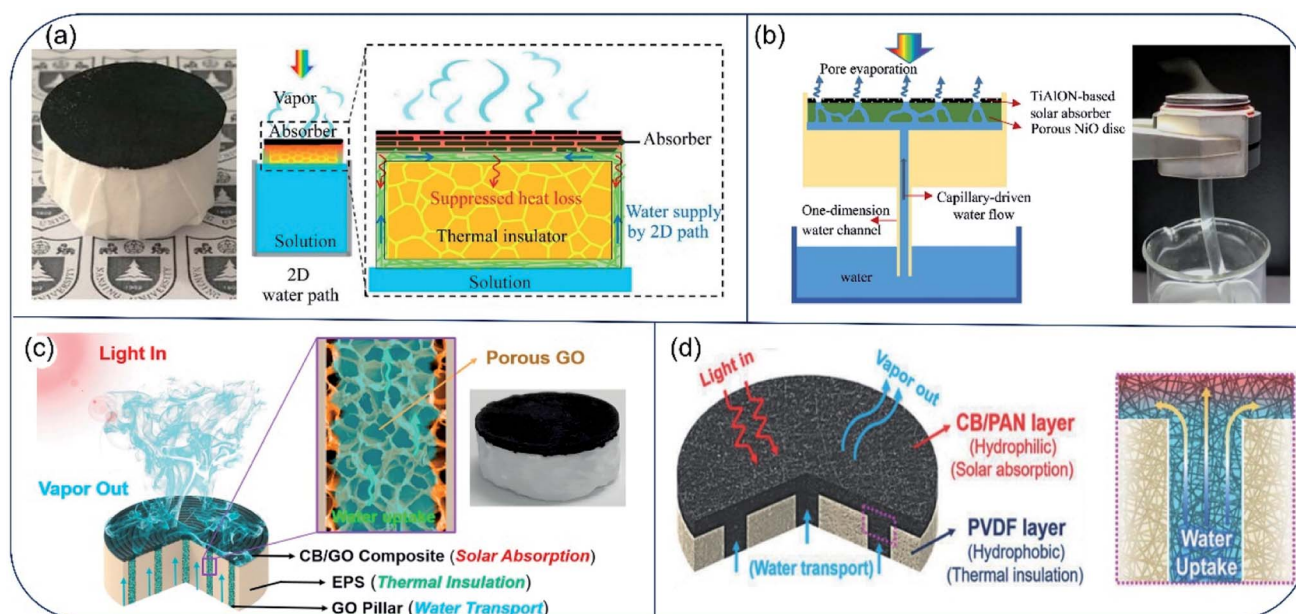 (a)
Vapor
Absorber
Solution
2D
water path
Absorber
Suppressed heat loss
Thermal insulator
Water supply
by 2D path
Solution
NANJING UNIVERSITY
(b)
Pore evaporation
TiAlON-based
solar absorber
Porous NiO disc
Capillary-driven
water flow
One-dimension
water channel
water
(c)
Light In
Vapor Out
Porous GO
Water uptake
CB/GO Composite (Solar Absorption)
EPS (Thermal Insulation)
GO Pillar (Water Transport)
(d)
Light in
Vapor out
CB/PAN layer
(Hydrophilic)
(Solar absorption)
PVDF layer
(Hydrophobic)
(Thermal insulation)
(Water transport)
Water
Uptake